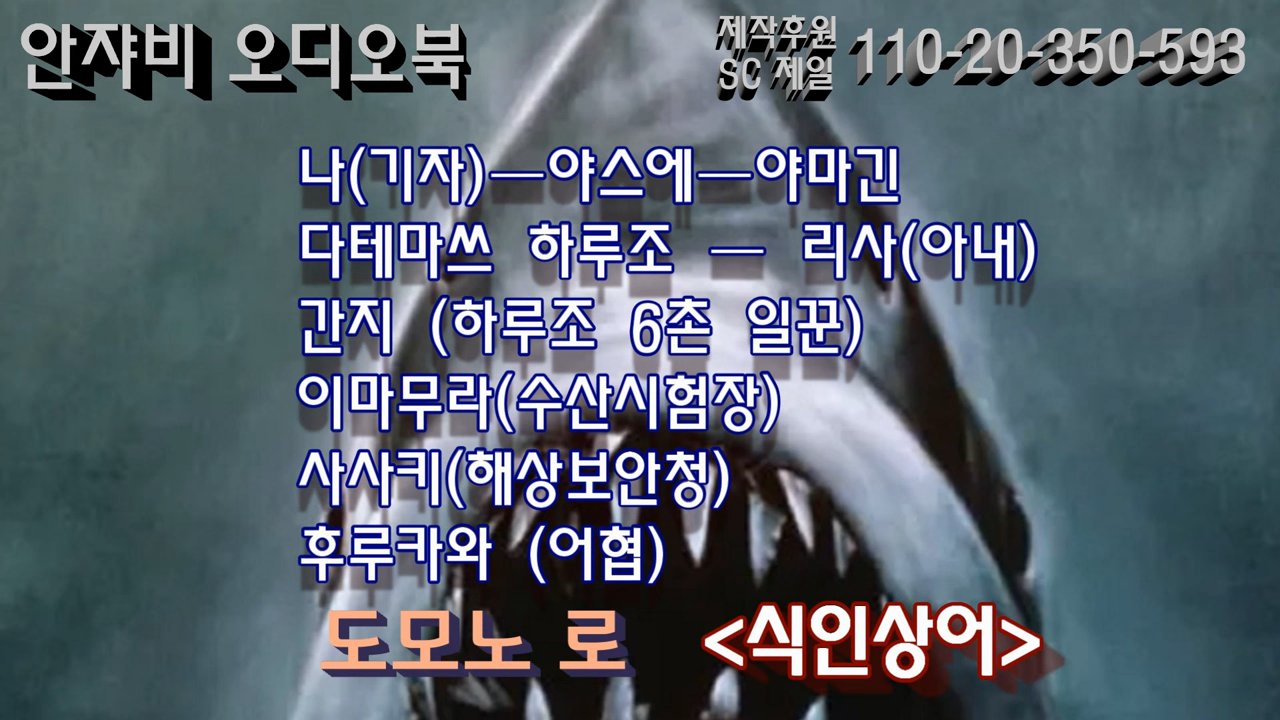 안쟈비 오디오북
제작후원
SC 제일
110-20-350-593
나(기자)—야스에—야마긴
다테마쓰 하루조 — 리사(아내)
간지 (하루조 6촌 일꾼)
이마무라(수산시험장)
사사키(해상보안청)
후루카와 (어협)
도모노 로 <식인상어>